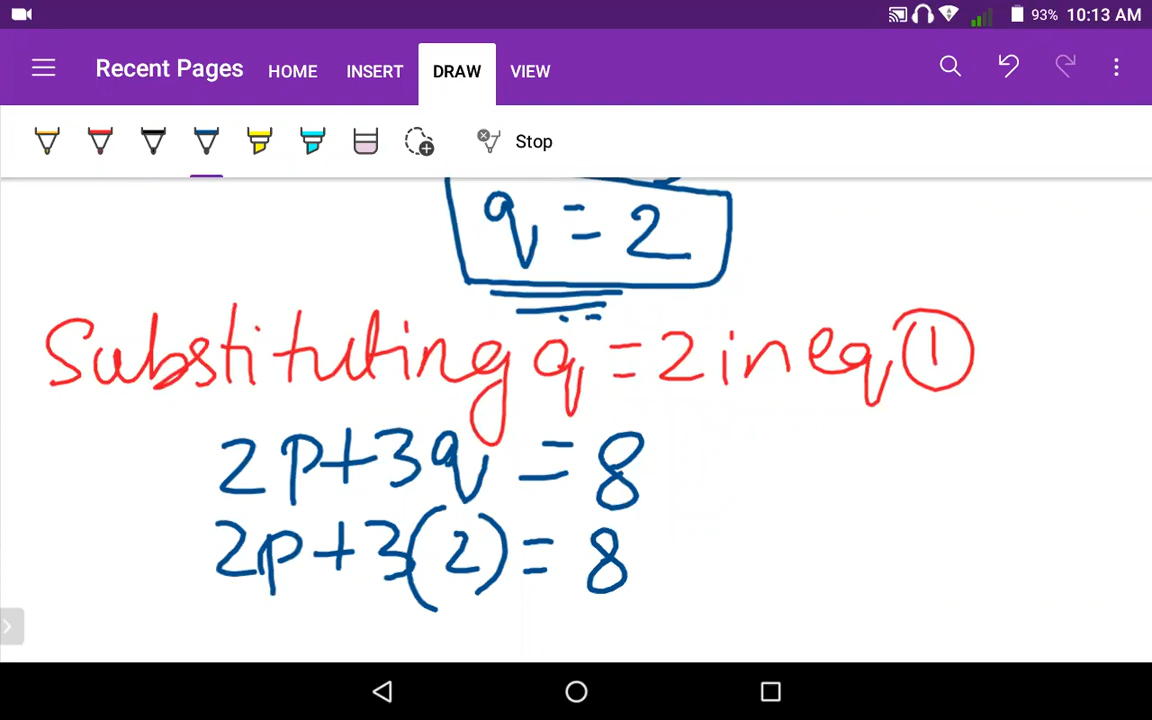 93% 10:13 AM
Recent Pages HOME INSERT DRAW VIEW
Stop
q = 2
Substituting q = 2 in eq ①
2p+3q = 8
2p+3(2) = 8